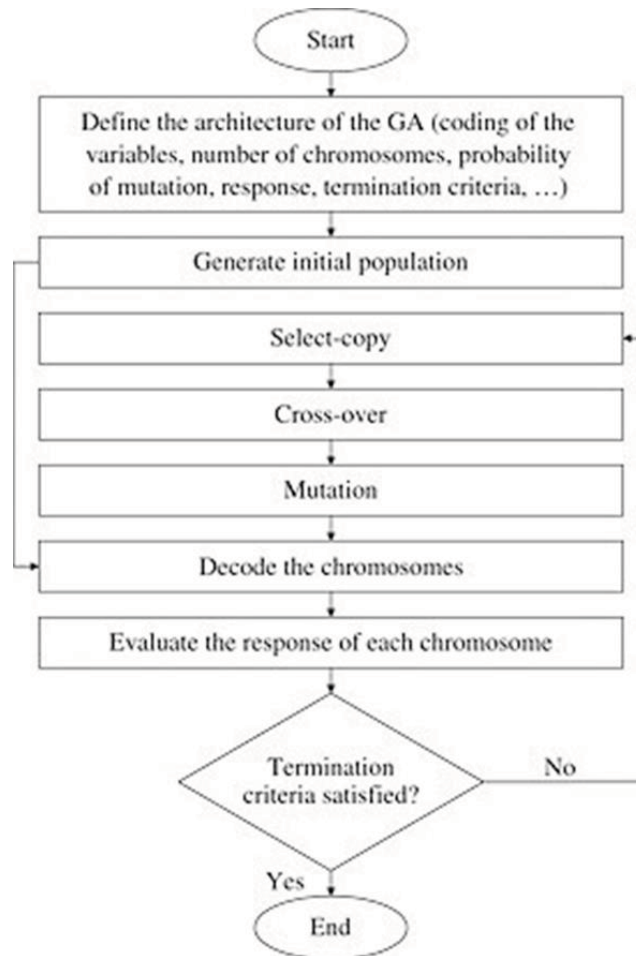 Start
Define the architecture of the GA (coding of the
variables, number of chromosomes, probability
of mutation, response, termination criteria, …)
Generate initial population
Select-copy
Cross-over
Mutation
Decode the chromosomes
Evaluate the response of each chromosome
Termination
criteria satisfied?
No
Yes
End